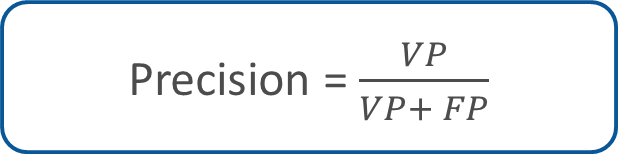 Precision = VP / VP+ FP